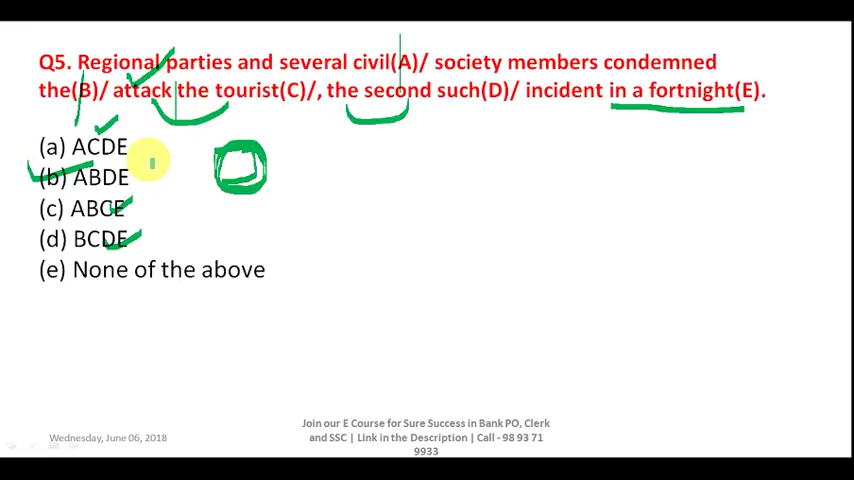 Q5. Regional parties and several civil(A)/ society members condemned
the(B)/ attack the tourist(C)/, the second such(D)/ incident in a fortnight(E).
(a) ACDE
(b) ABDE
(c) ABCE
(d) BCDE
(e) None of the above
Wednesday, June 06, 2018
Join our E Course for Sure Success in Bank PO, Clerk
and SSC | Link in the Description | Call - 98 93 71
9933